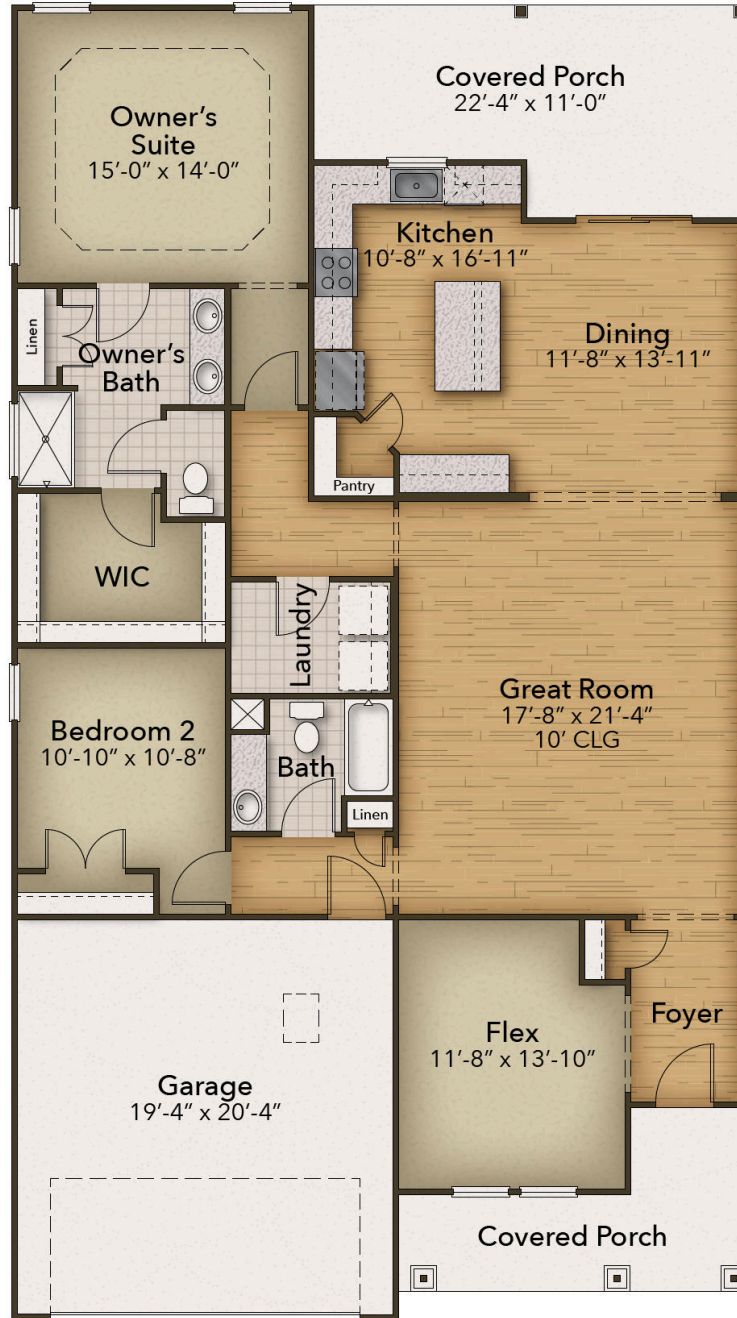 Owner’s
Suite
15’-0” x 14’-0”
Covered Porch
22’-4” x 11’-0”
Kitchen
10’-8” x 16’-11”
Dining
11’-8” x 13’-11”
Linen
Owner’s
Bath
Pantry
WIC
Laundry
Great Room
17’-8” x 21’-4”
10’ CLG
Bedroom 2
10’-10” x 10’-8”
Bath
Linen
Flex
11’-8” x 13’-10”
Foyer
Garage
19’-4” x 20’-4”
Covered Porch